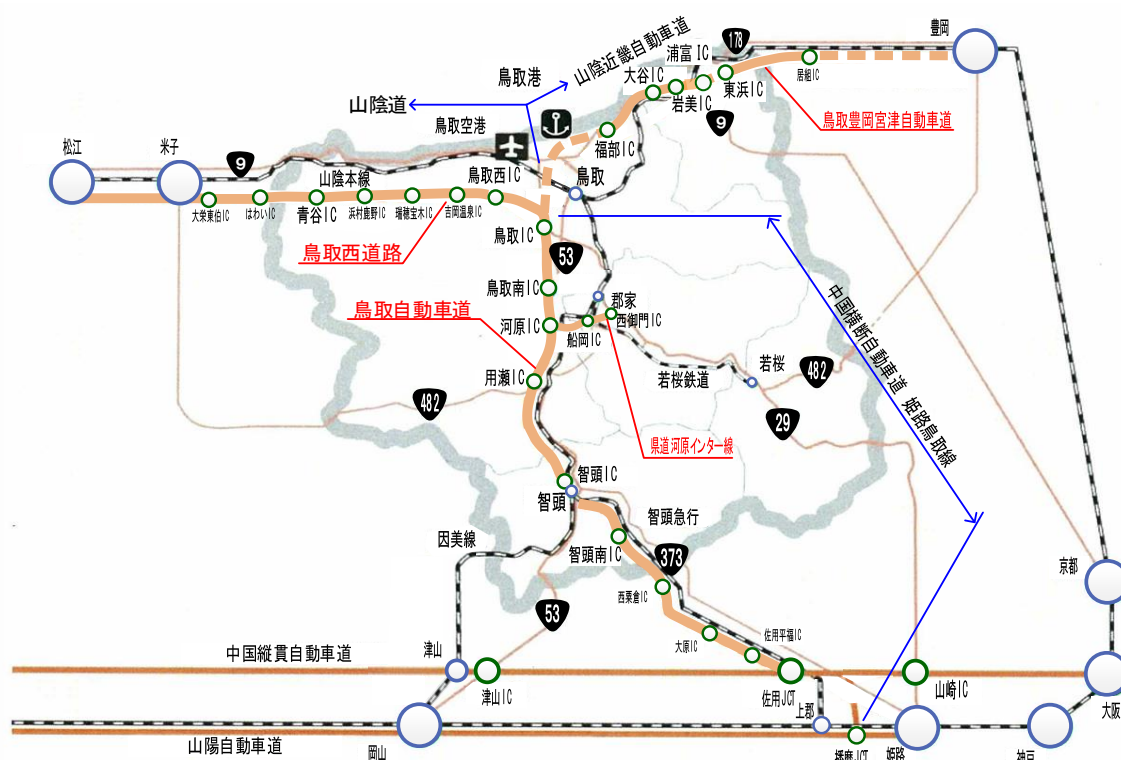 豊岡
178
山陰近畿自動車道
浦富IC
鳥取港
大谷IC
居組IC
山陰道
岩美IC
東浜IC
鳥取豊岡宮津自動車道
鳥取空港
9
福部IC
松江
米子
9
山陰本線
鳥取西IC
鳥取
大栄東伯IC
はわいIC
青谷IC
浜村鹿野IC
瑞穂宝木IC
吉岡温泉IC
鳥取IC
鳥取西道路
53
鳥取南IC
中国横断自動車道 姫路鳥取線
郡家
鳥取自動車道
河原IC
西御門IC
船岡IC
若桜
用瀬IC
若桜鉄道
482
482
29
県道河原インター線
智頭IC
智頭
智頭急行
因美線
智頭南IC
373
京都
西粟倉IC
53
大原IC
佐用平福IC
津山
中国縦貫自動車道
津山IC
佐用JCT
山崎IC
上郡
大阪
山陽自動車道
岡山
播磨JCT
姫路
神戸